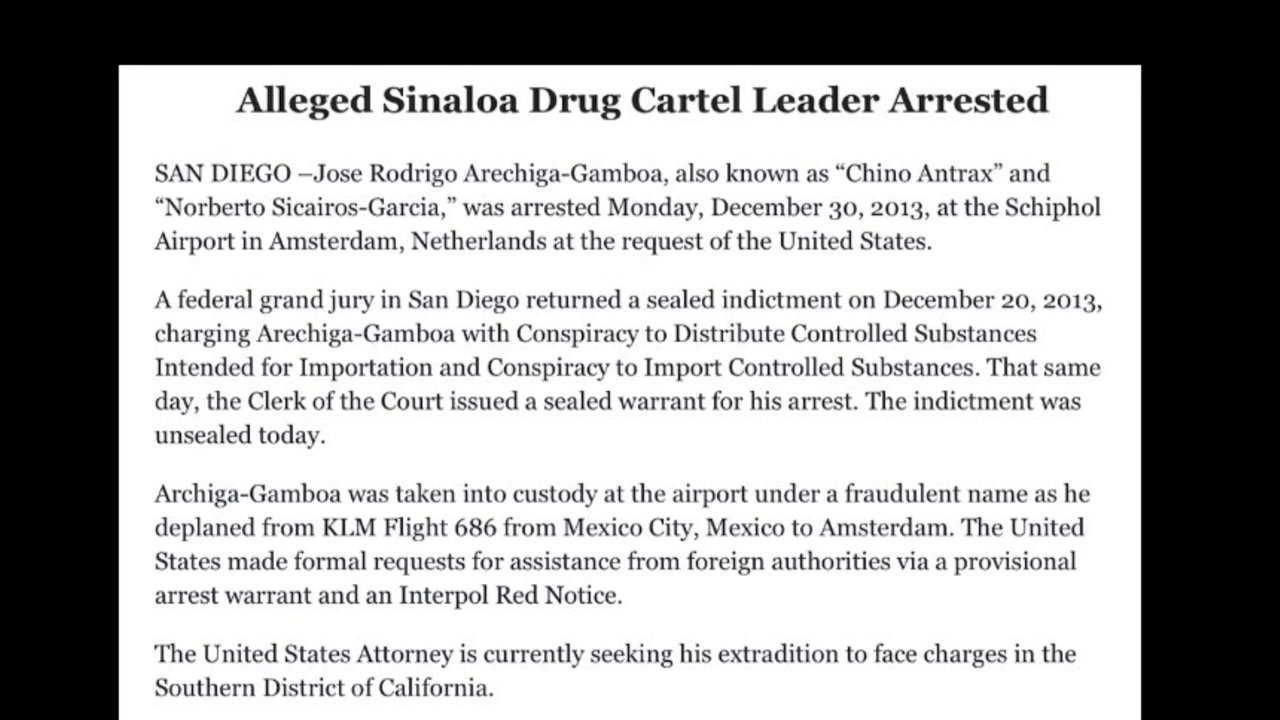 Alleged Sinaloa Drug Cartel Leader Arrested
SAN DIEGO –Jose Rodrigo Arechiga-Gamboa, also known as “Chino Antrax” and
“Norberto Sicairos-Garcia,” was arrested Monday, December 30, 2013, at the Schiphol
Airport in Amsterdam, Netherlands at the request of the United States.
A federal grand jury in San Diego returned a sealed indictment on December 20, 2013,
charging Arechiga-Gamboa with Conspiracy to Distribute Controlled Substances
Intended for Importation and Conspiracy to Import Controlled Substances. That same
day, the Clerk of the Court issued a sealed warrant for his arrest. The indictment was
unsealed today.
Archiga-Gamboa was taken into custody at the airport under a fraudulent name as he
deplaned from KLM Flight 686 from Mexico City, Mexico to Amsterdam. The United
States made formal requests for assistance from foreign authorities via a provisional
arrest warrant and an Interpol Red Notice.
The United States Attorney is currently seeking his extradition to face charges in the
Southern District of California.